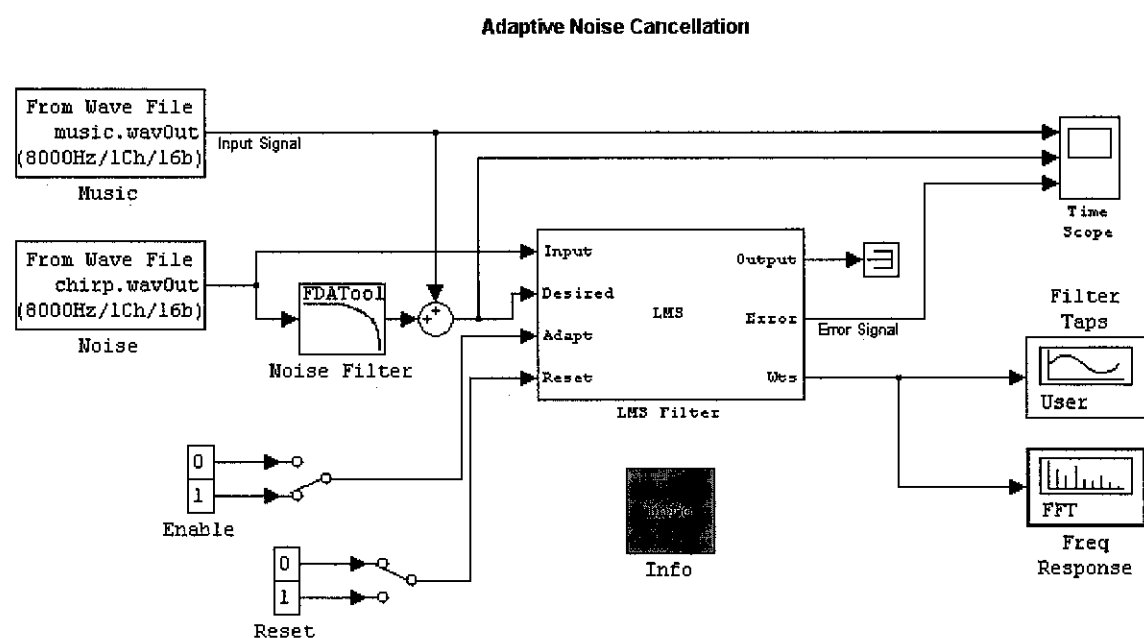 Adaptive Noise Cancellation
From Wave File
music.wavOut
(8000Hz/1Ch/16b)
Music
Input Signal
Time
Scope
From Wave File
chirp.wavOut
(8000Hz/1Ch/16b)
Noise
FDATool
Noise Filter
+
+
Input
Desired
Adapt
Reset
LMS
Output
Error
Wts
LMS Filter
Error Signal
Filter
Taps
User
FFT
Freq
Response
0
1
Enable
0
1
Reset
Info